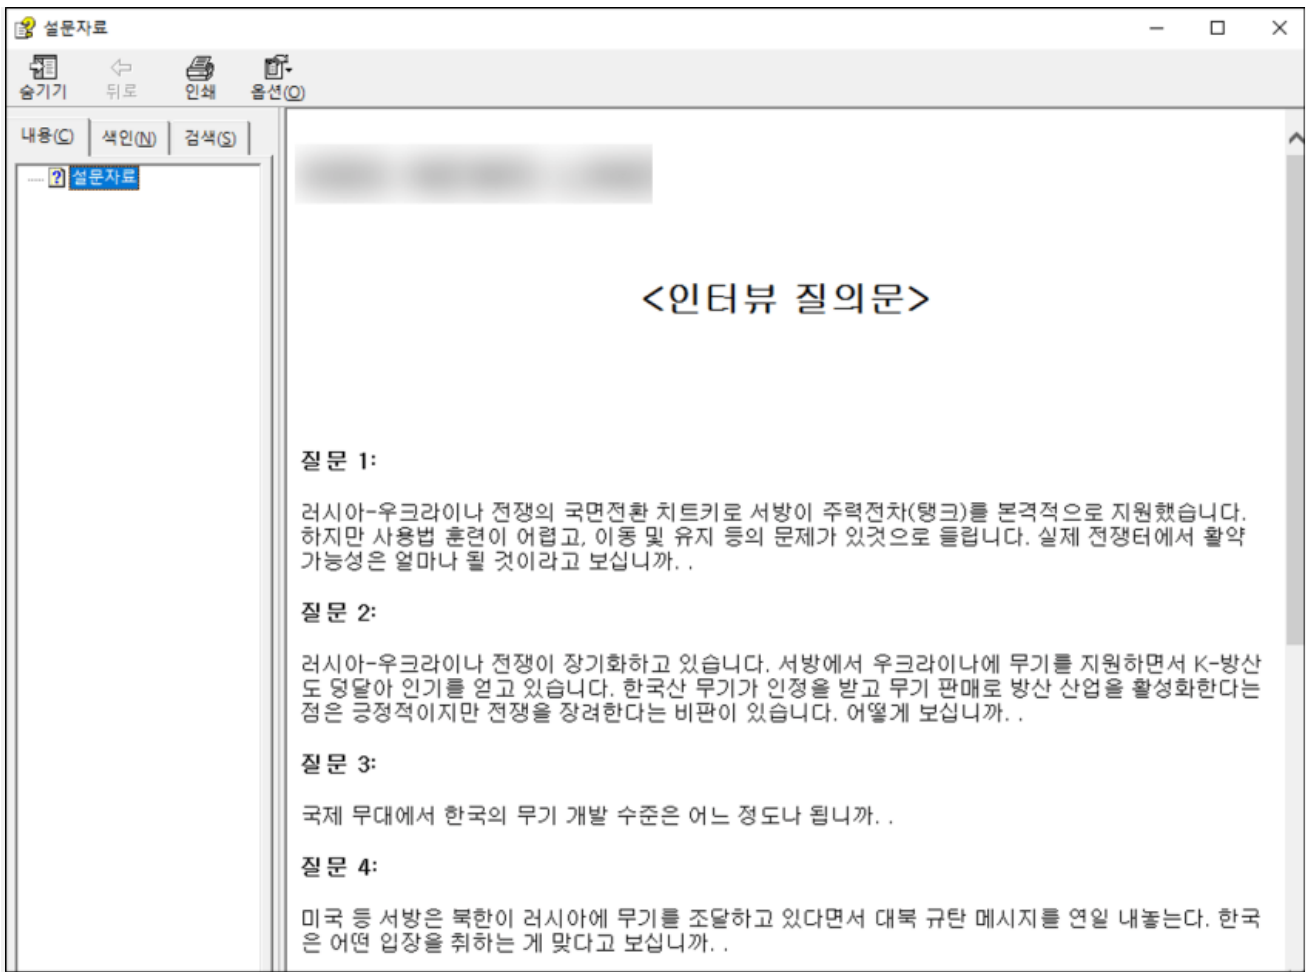 설문자료
숨기기 뒤로 인쇄 옵션(O)
내용(C) 색인(N) 검색(S)
설문자료
<인터뷰 질의문>
질문 1:
러시아-우크라이나 전쟁의 국면전환 치트키로 서방이 주력전차(탱크)를 본격적으로 지원했습니다.
하지만 사용법 훈련이 어렵고, 이동 및 유지 등의 문제가 있것으로 들립니다. 실제 전쟁터에서 활약
가능성은 얼마나 될 것이라고 보십니까. .
질문 2:
러시아-우크라이나 전쟁이 장기화하고 있습니다. 서방에서 우크라이나에 무기를 지원하면서 K-방산
도 덩달아 인기를 얻고 있습니다. 한국산 무기가 인정을 받고 무기 판매로 방산 산업을 활성화한다는
점은 긍정적이지만 전쟁을 장려한다는 비판이 있습니다. 어떻게 보십니까. .
질문 3:
국제 무대에서 한국의 무기 개발 수준은 어느 정도나 됩니까. .
질문 4:
미국 등 서방은 북한이 러시아에 무기를 조달하고 있다면서 대북 규탄 메시지를 연일 내놓는다. 한국
은 어떤 입장을 취하는 게 맞다고 보십니까. .